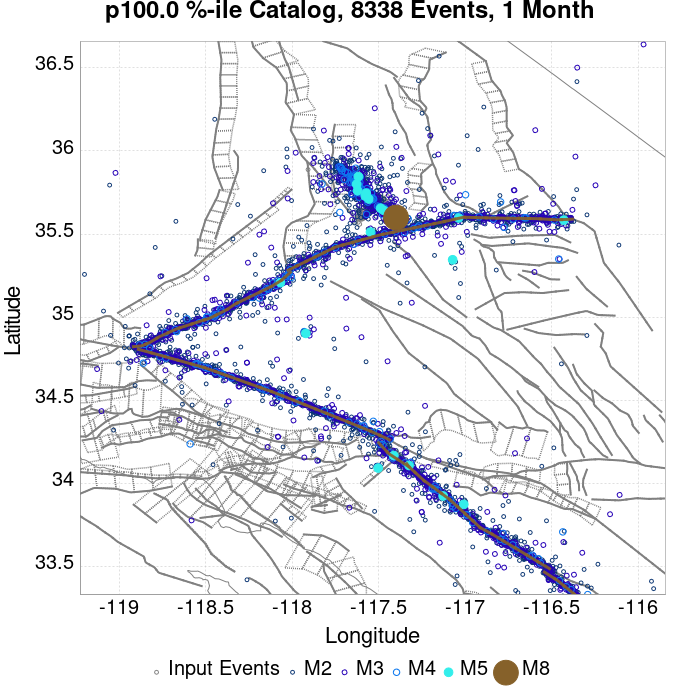 p100.0 %-ile Catalog, 8338 Events, 1 Month
36.5
36
35.5
35
34.5
34
33.5
Latitude
-119 -118.5 -118 -117.5 -117 -116.5 -116
Longitude
Input Events M2 M3 M4 M5 M8